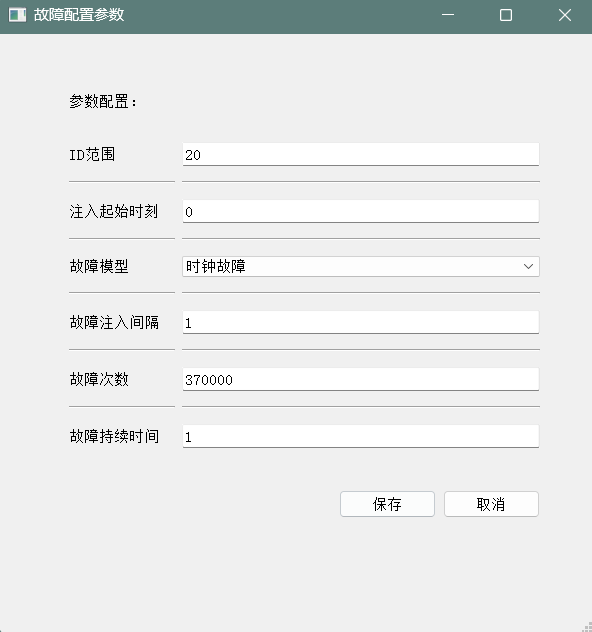 故障配置参数
参数配置：
ID范围 20
注入起始时刻 0
故障模型 时钟故障
故障注入间隔 1
故障次数 370000
故障持续时间 1
保存 取消